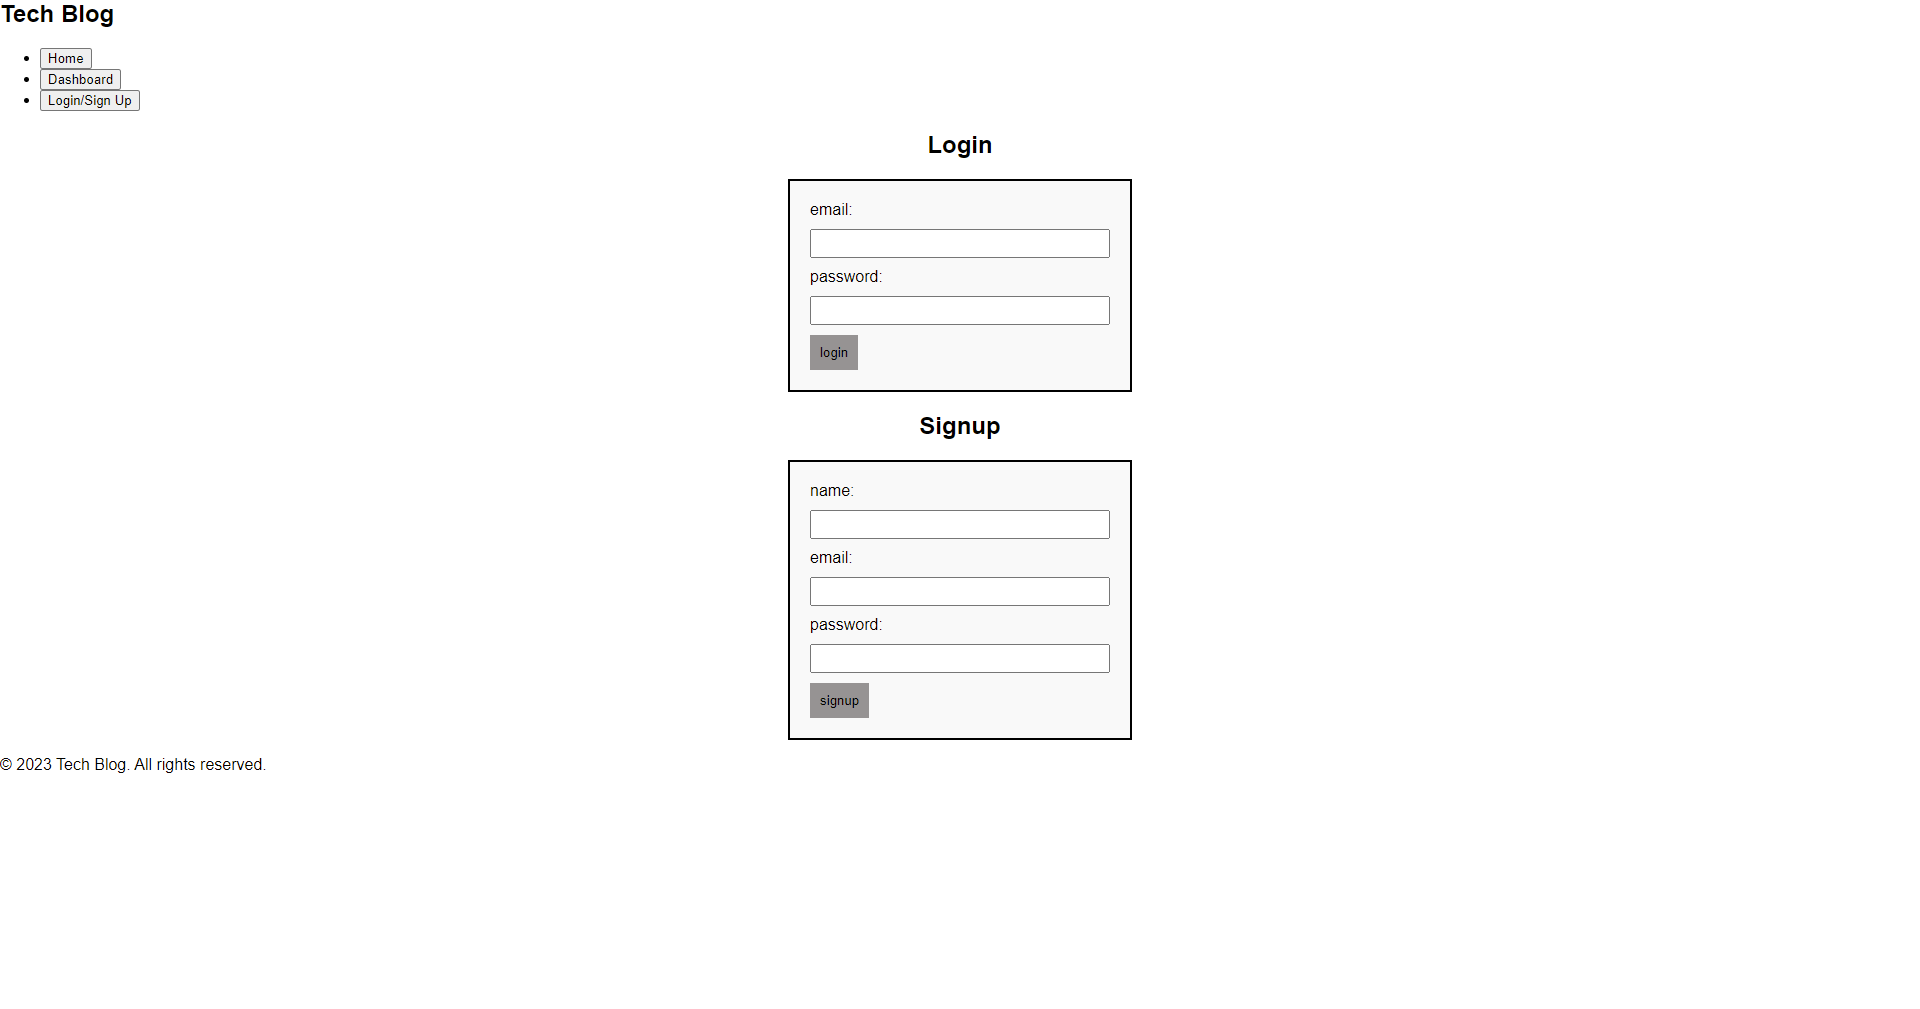 Tech Blog
Home
Dashboard
Login/Sign Up
Login
email:
password:
login
Signup
name:
email:
password:
signup
© 2023 Tech Blog. All rights reserved.